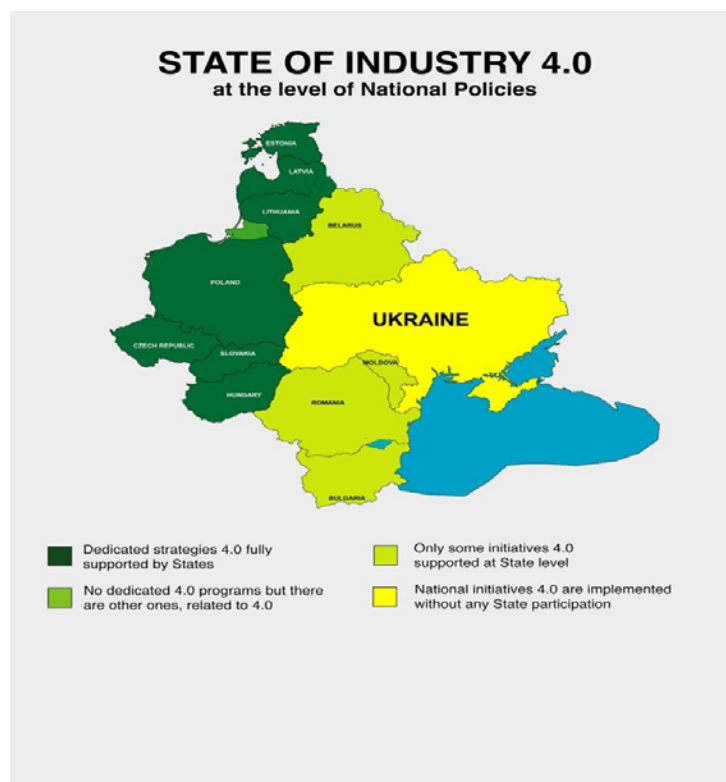 STATE OF INDUSTRY 4.0
at the level of National Policies
ESTONIA
LATVIA
LITHUANIA
BELARUS
POLAND
UKRAINE
CZECH REPUBLIC
SLOVAKIA
MOLDOVA
HUNGARY
ROMANIA
BULGARIA
Dedicated strategies 4.0 fully
supported by States
No dedicated 4.0 programs but there
are other ones, related to 4.0
Only some initiatives 4.0
supported at State level
National initiatives 4.0 are implemented
without any State participation